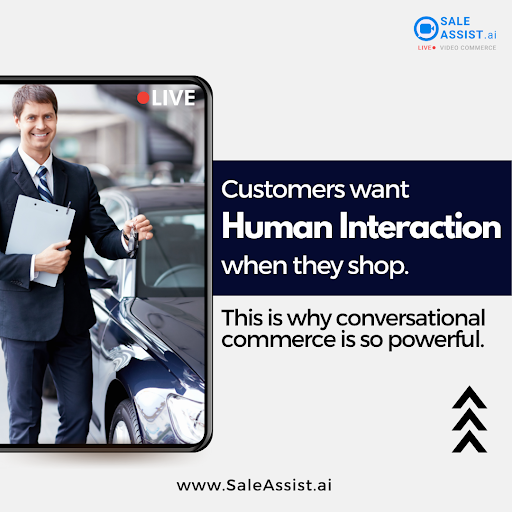 SALE
ASSIST.ai
LIVE VIDEO COMMERCE
LIVE
Customers want
Human Interaction
when they shop.
This is why conversational
commerce is so powerful.
www.SaleAssist.ai